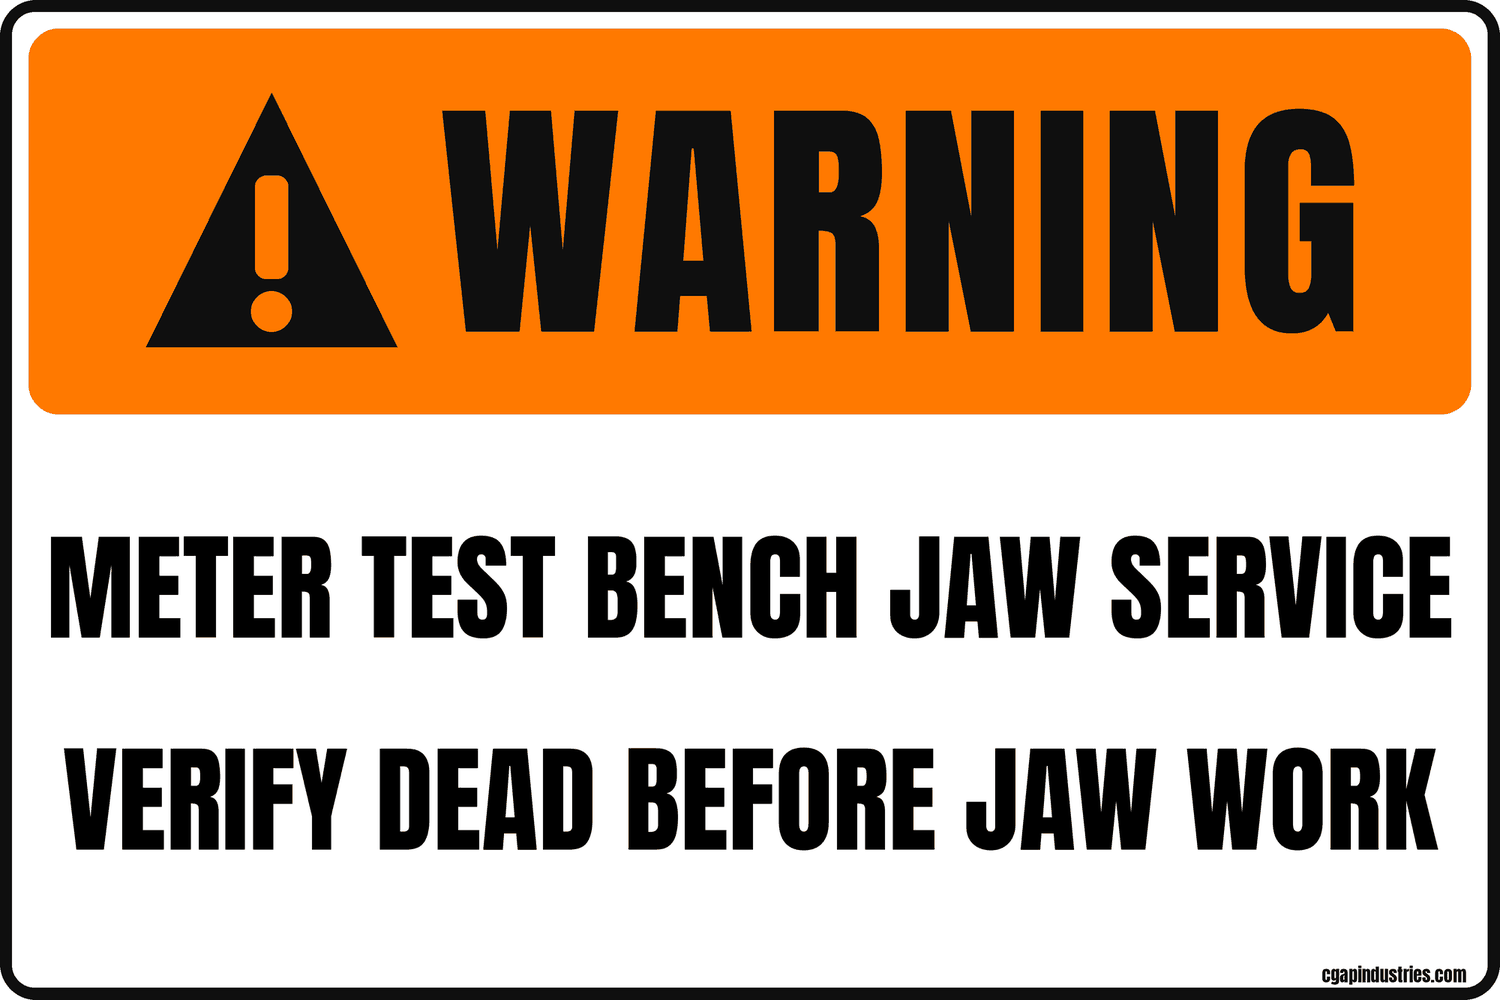 WARNING
METER TEST BENCH JAW SERVICE
VERIFY DEAD BEFORE JAW WORK
cgapindustries.com